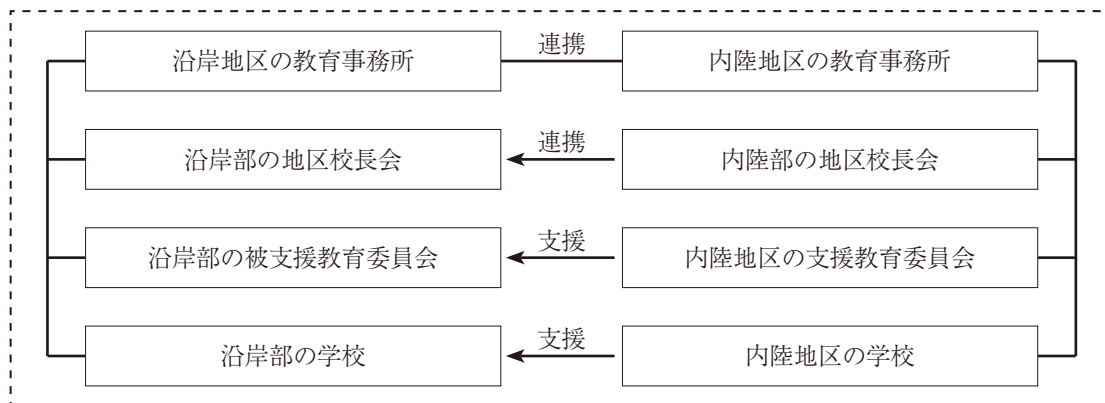 沿岸地区の教育事務所
連携
内陸地区の教育事務所
沿岸部の地区校長会
連携
内陸部の地区校長会
沿岸部の被支援教育委員会
支援
内陸地区の支援教育委員会
沿岸部の学校
支援
内陸地区の学校